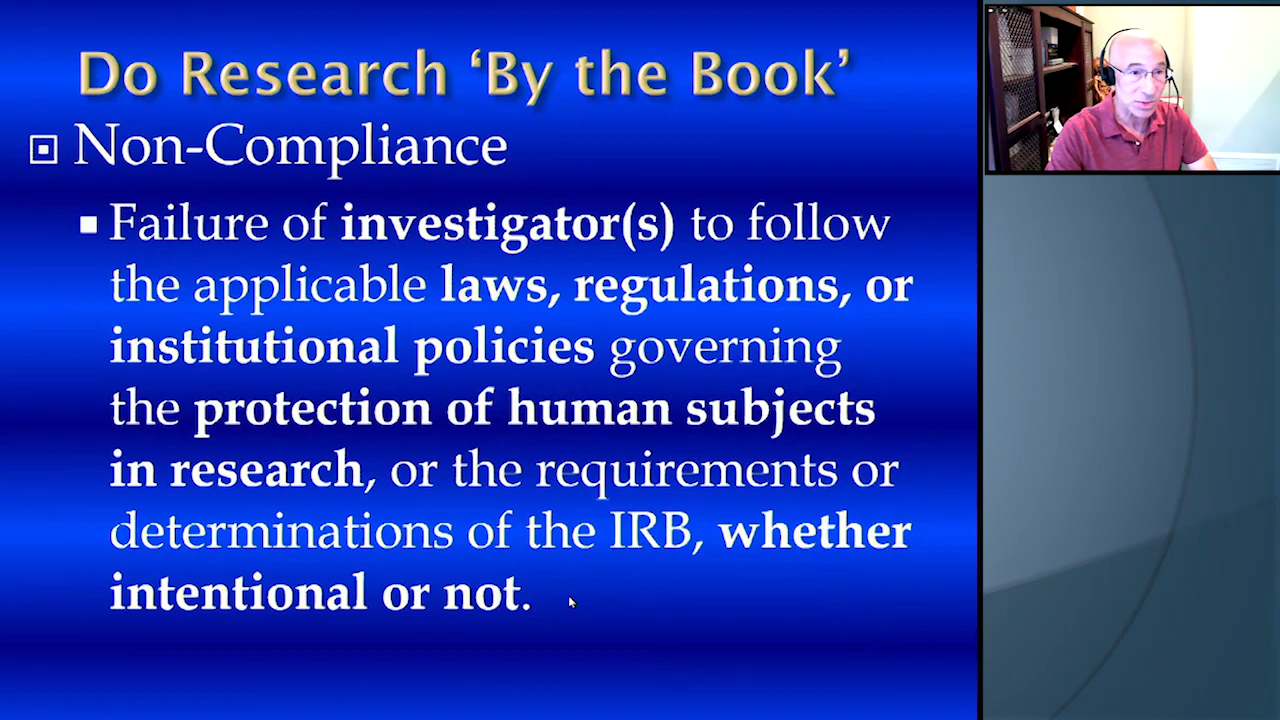 Do Research ‘By the Book’
Non-Compliance
Failure of investigator(s) to follow
the applicable laws, regulations, or
institutional policies governing
the protection of human subjects
in research, or the requirements or
determinations of the IRB, whether
intentional or not.